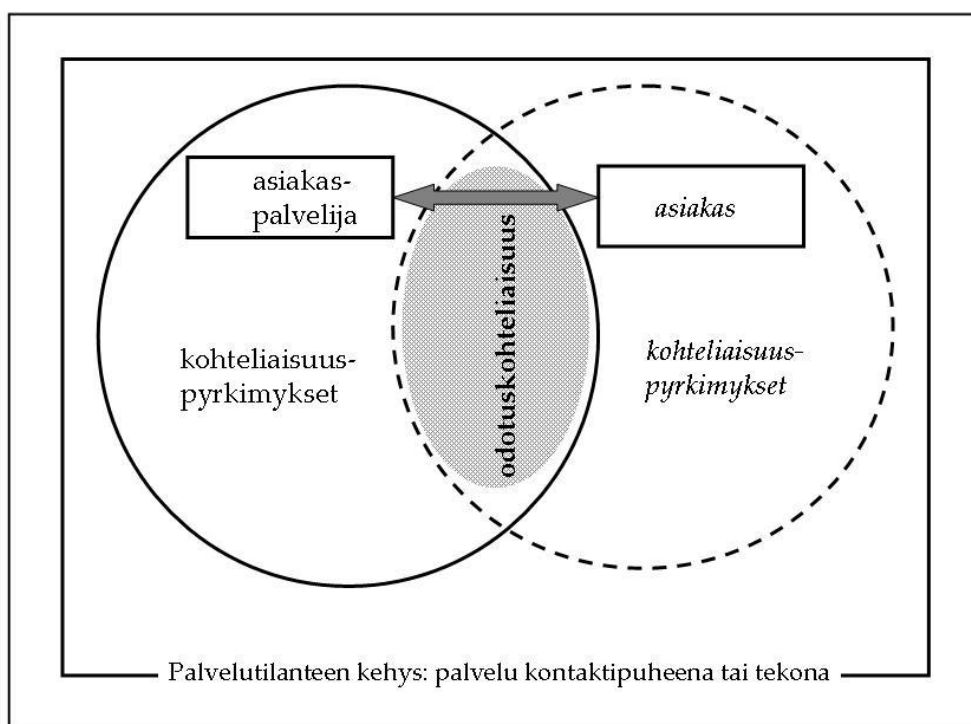 asiakas-
palvelija
asiakas
odotuskohteliaisuus
kohteliaisuus-
pyrkimykset
kohteliaisuus-
pyrkimykset
Palvelutilanteen kehys: palvelu kontaktipuheena tai tekona